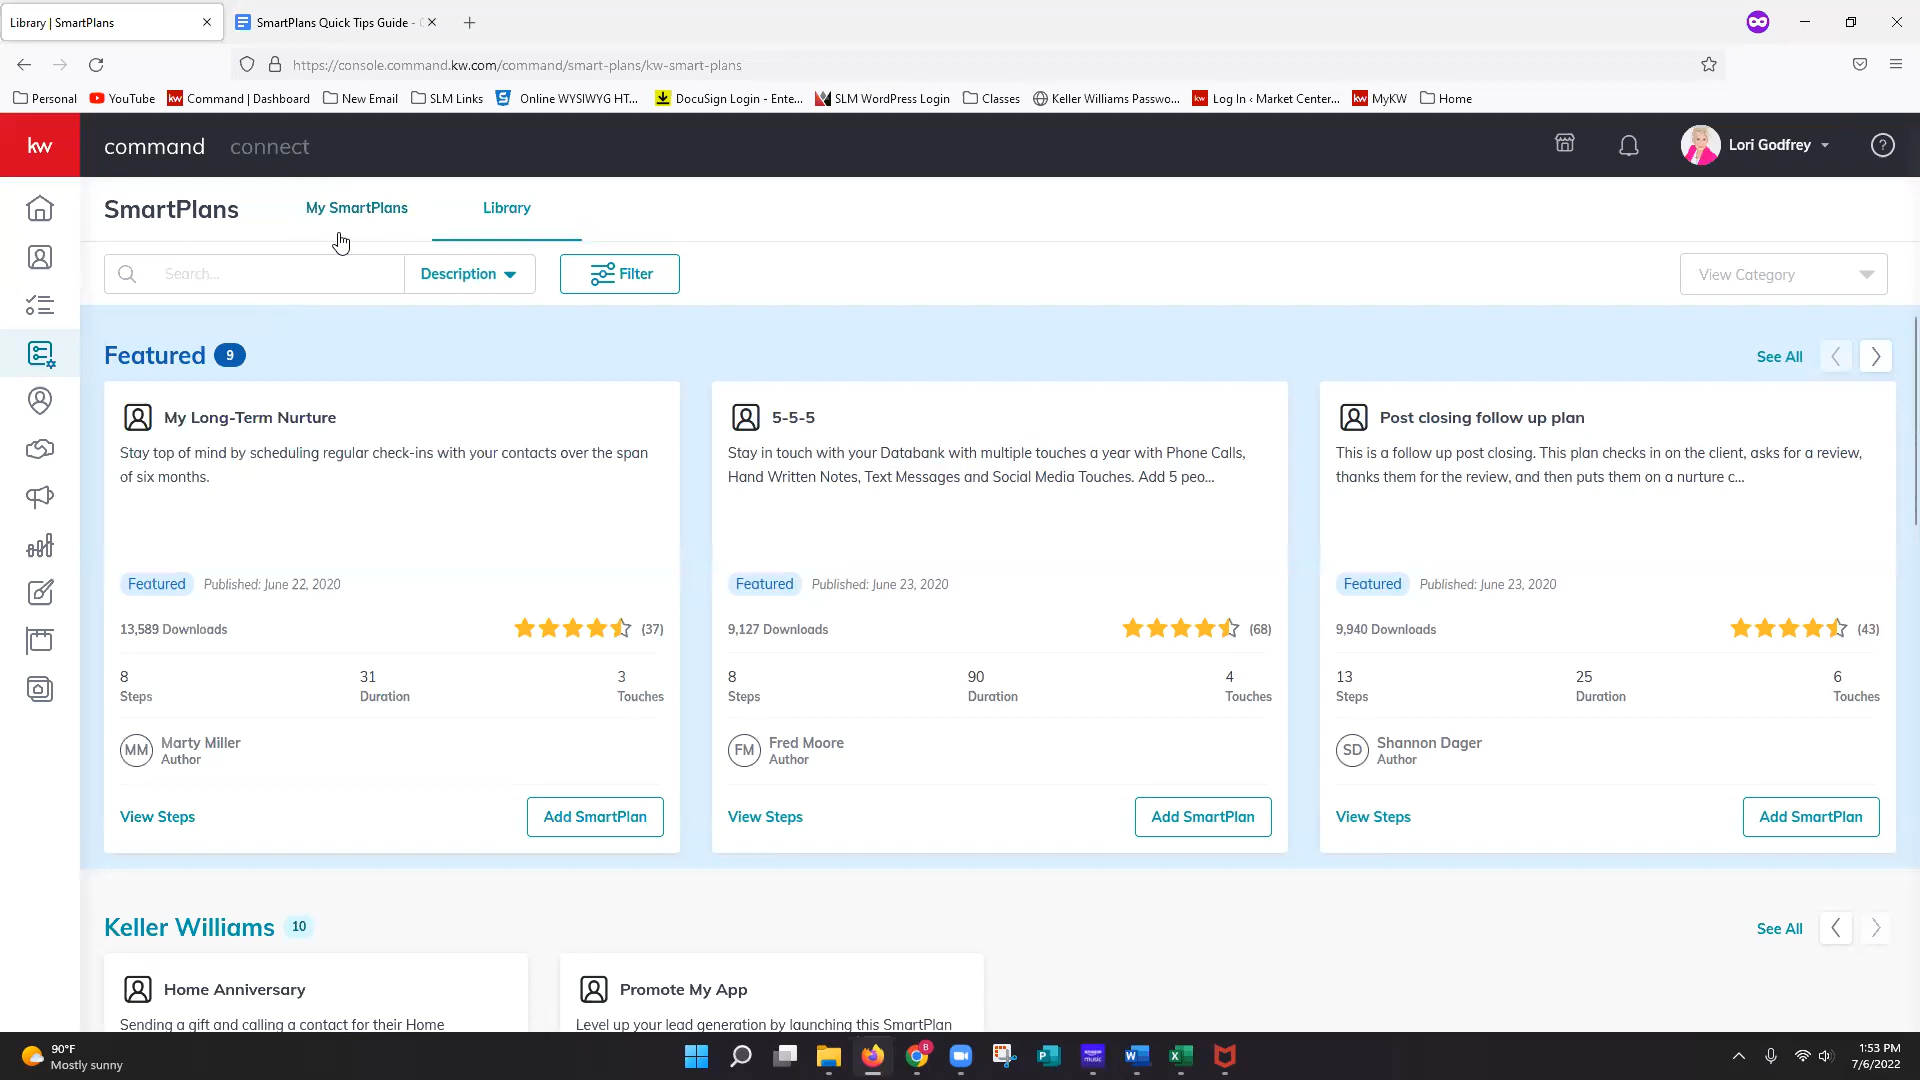 Library | SmartPlans
SmartPlans Quick Tips Guide -
https://console.command.kw.com/command/smart-plans/kw-smart-plans
Personal
YouTube
kw Command | Dashboard
New Email
SLM Links
Online WYSIWYG HT...
DocuSign Login - Ente...
SLM WordPress Login
Classes
Keller Williams Passwo...
kw Log In ‹ Market Center...
kw MyKW
Home
kw command connect
Lori Godfrey
SmartPlans My SmartPlans Library
Search... Description Filter View Category
Featured 9 See All
My Long-Term Nurture
Stay top of mind by scheduling regular check-ins with your contacts over the span
of six months.
Featured Published: June 22, 2020
13,589 Downloads (37)
8 31 3
Steps Duration Touches
MM Marty Miller
Author
View Steps Add SmartPlan
5-5-5
Stay in touch with your Databank with multiple touches a year with Phone Calls,
Hand Written Notes, Text Messages and Social Media Touches. Add 5 peo...
Featured Published: June 23, 2020
9,127 Downloads (68)
8 90 4
Steps Duration Touches
FM Fred Moore
Author
View Steps Add SmartPlan
Post closing follow up plan
This is a follow up post closing. This plan checks in on the client, asks for a review,
thanks them for the review, and then puts them on a nurture c...
Featured Published: June 23, 2020
9,940 Downloads (43)
13 25 6
Steps Duration Touches
SD Shannon Dager
Author
View Steps Add SmartPlan
Keller Williams 10 See All
Home Anniversary
Sending a gift and calling a contact for their Home
Promote My App
Level up your lead generation by launching this SmartPlan
90°F
Mostly sunny
1:53 PM
7/6/2022